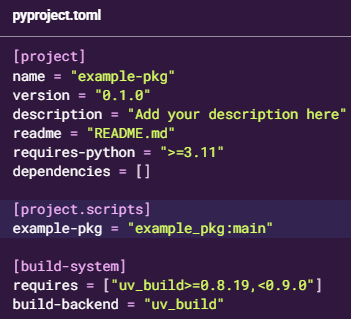 pyproject.toml
[project]
name = "example-pkg"
version = "0.1.0"
description = "Add your description here"
readme = "README.md"
requires-python = ">=3.11"
dependencies = []
[project.scripts]
example-pkg = "example_pkg:main"
[build-system]
requires = ["uv_build>=0.8.19,<0.9.0"]
build-backend = "uv_build"